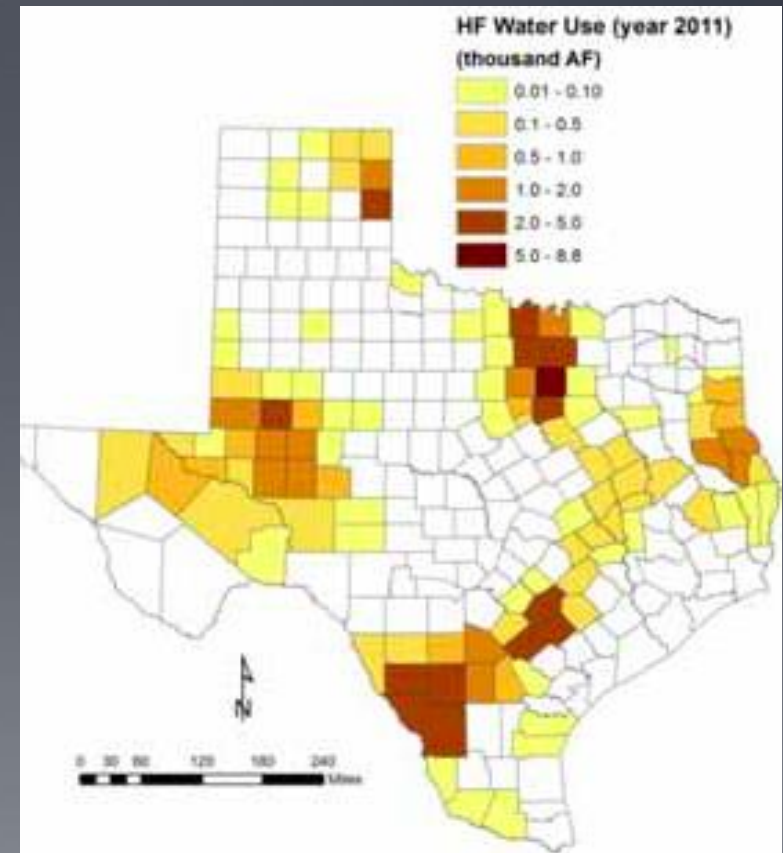 HF Water Use (year 2011)
(thousand AF)
0.01 - 0.10
0.1 - 0.5
0.5 - 1.0
1.0 - 2.0
2.0 - 5.0
5.0 - 8.8
N
0 30 60 120 180 240
Miles